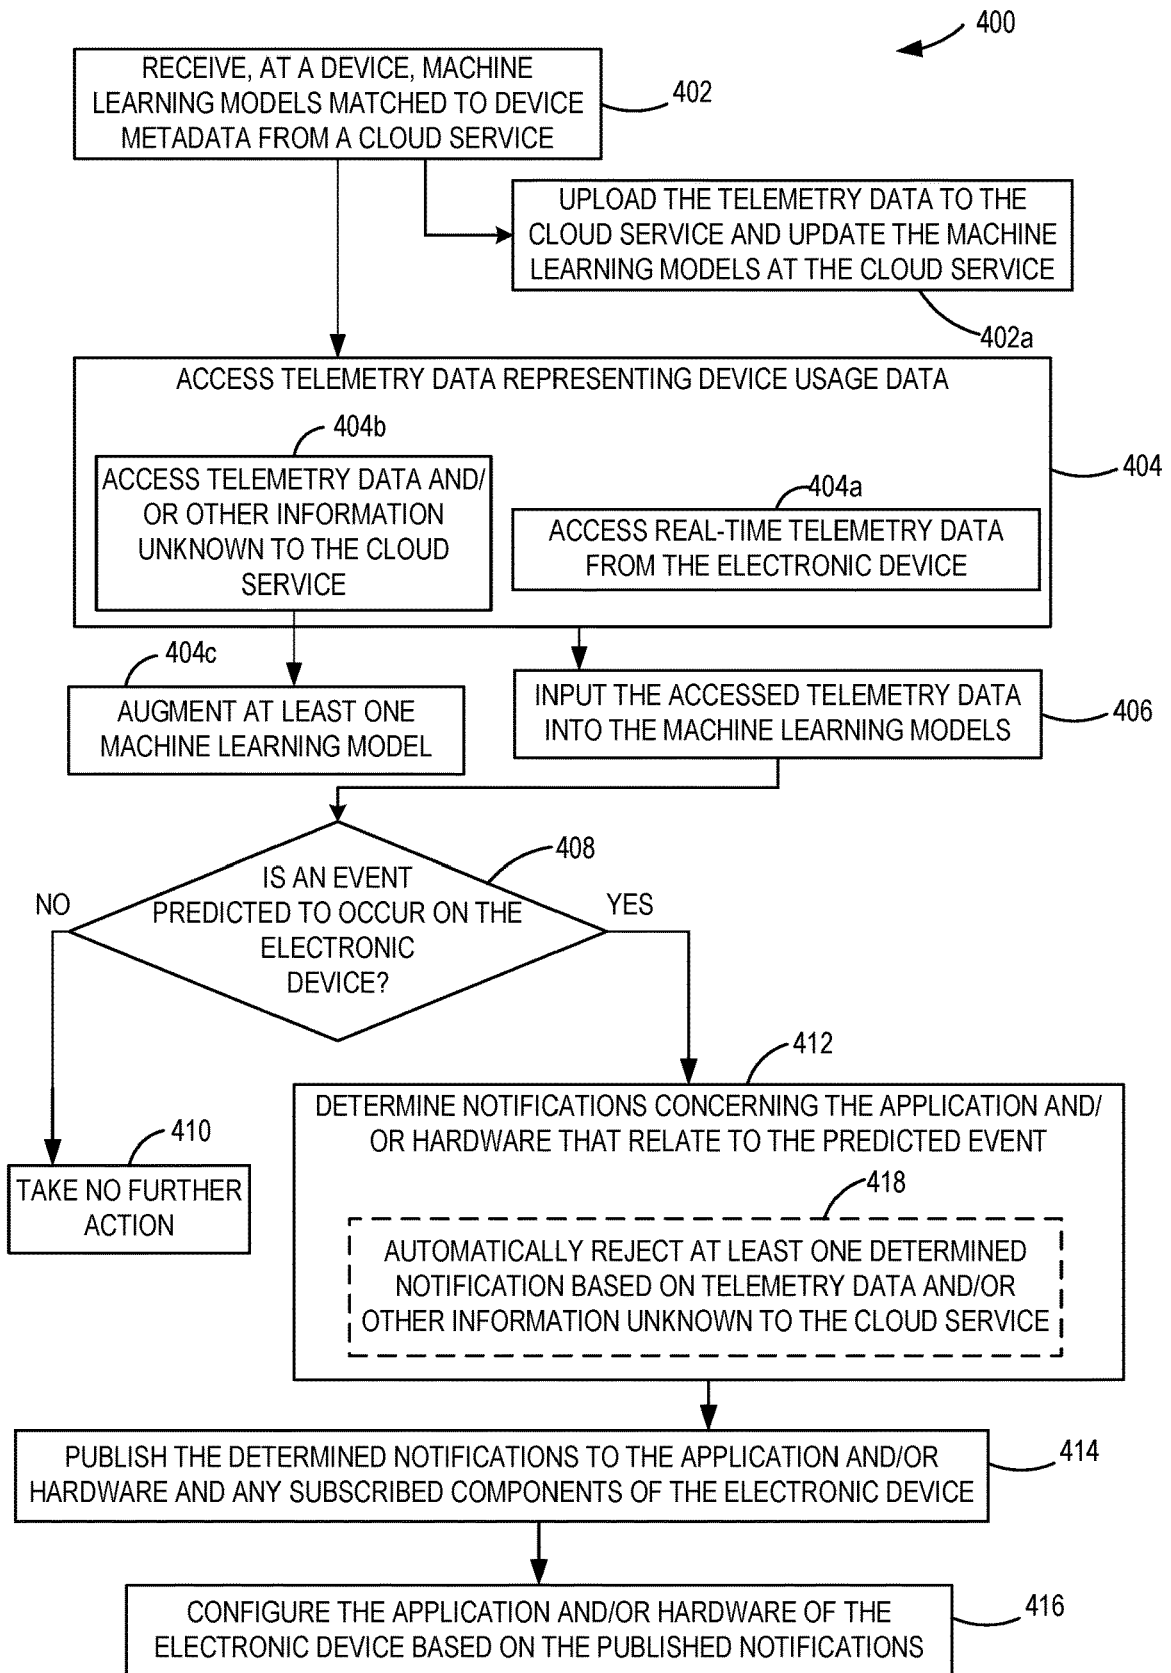 400
RECEIVE, AT A DEVICE, MACHINE
LEARNING MODELS MATCHED TO DEVICE
METADATA FROM A CLOUD SERVICE
402
UPLOAD THE TELEMETRY DATA TO THE
CLOUD SERVICE AND UPDATE THE MACHINE
LEARNING MODELS AT THE CLOUD SERVICE
402a
ACCESS TELEMETRY DATA REPRESENTING DEVICE USAGE DATA
404
404b
ACCESS TELEMETRY DATA AND/
OR OTHER INFORMATION
UNKNOWN TO THE CLOUD
SERVICE
404a
ACCESS REAL-TIME TELEMETRY DATA
FROM THE ELECTRONIC DEVICE
404c
AUGMENT AT LEAST ONE
MACHINE LEARNING MODEL
INPUT THE ACCESSED TELEMETRY DATA
INTO THE MACHINE LEARNING MODELS
406
408
IS AN EVENT
PREDICTED TO OCCUR ON THE
ELECTRONIC
DEVICE?
NO
YES
410
TAKE NO FURTHER
ACTION
412
DETERMINE NOTIFICATIONS CONCERNING THE APPLICATION AND/
OR HARDWARE THAT RELATE TO THE PREDICTED EVENT
418
AUTOMATICALLY REJECT AT LEAST ONE DETERMINED
NOTIFICATION BASED ON TELEMETRY DATA AND/OR
OTHER INFORMATION UNKNOWN TO THE CLOUD SERVICE
PUBLISH THE DETERMINED NOTIFICATIONS TO THE APPLICATION AND/OR
HARDWARE AND ANY SUBSCRIBED COMPONENTS OF THE ELECTRONIC DEVICE
414
CONFIGURE THE APPLICATION AND/OR HARDWARE OF THE
ELECTRONIC DEVICE BASED ON THE PUBLISHED NOTIFICATIONS
416